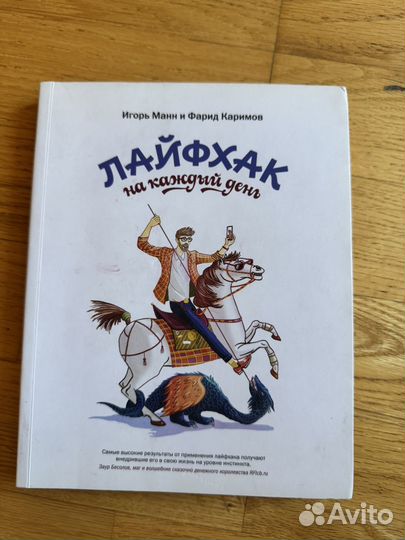 Игорь Манн и Фарид Каримов
ЛАЙФХАК
на каждый день
Самые высокие результаты от применения лайфхака получают
внедрившие его в свою жизнь на уровне инстинкта.
Заур Бесолов, маг и волшебник сказочно денежного королевства RFIcb.ru
Avito